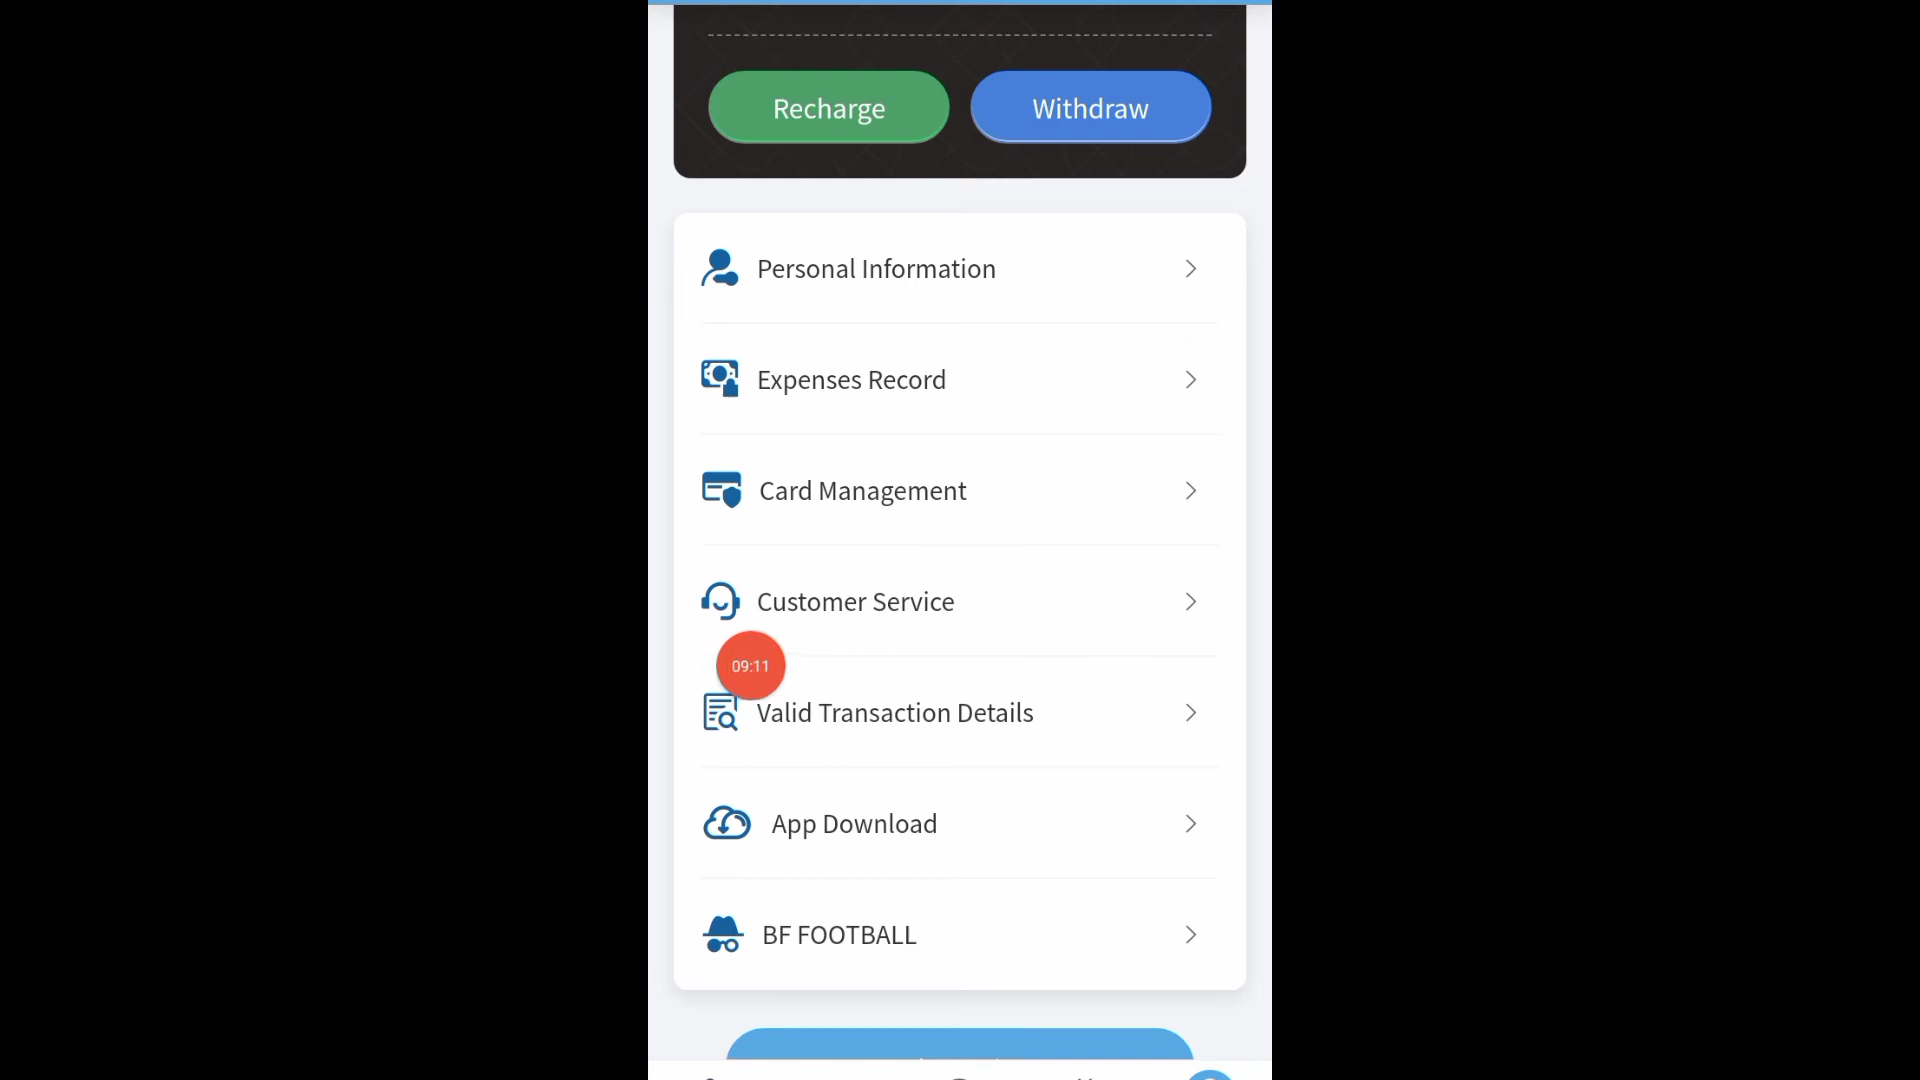 Recharge
Withdraw
Personal Information
Expenses Record
Card Management
Customer Service
09:11
Valid Transaction Details
App Download
BF FOOTBALL